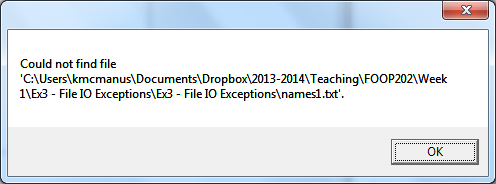 Could not find file
'C:\Users\kmcmanus\Documents\Dropbox\2013-2014\Teaching\FOOP202\Week
1\Ex3 - File IO Exceptions\Ex3 - File IO Exceptions\names1.txt'.
OK